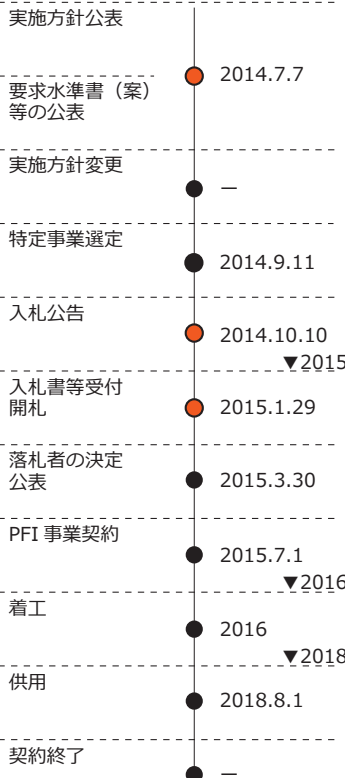 実施方針公表
2014.7.7
要求水準書（案）
等の公表
実施方針変更
—
特定事業選定
2014.9.11
入札公告
2014.10.10
▼2015
入札書等受付
開札
2015.1.29
落札者の決定
公表
2015.3.30
PFI 事業契約
2015.7.1
▼2016
着工
2016
▼2018
供用
2018.8.1
契約終了
—